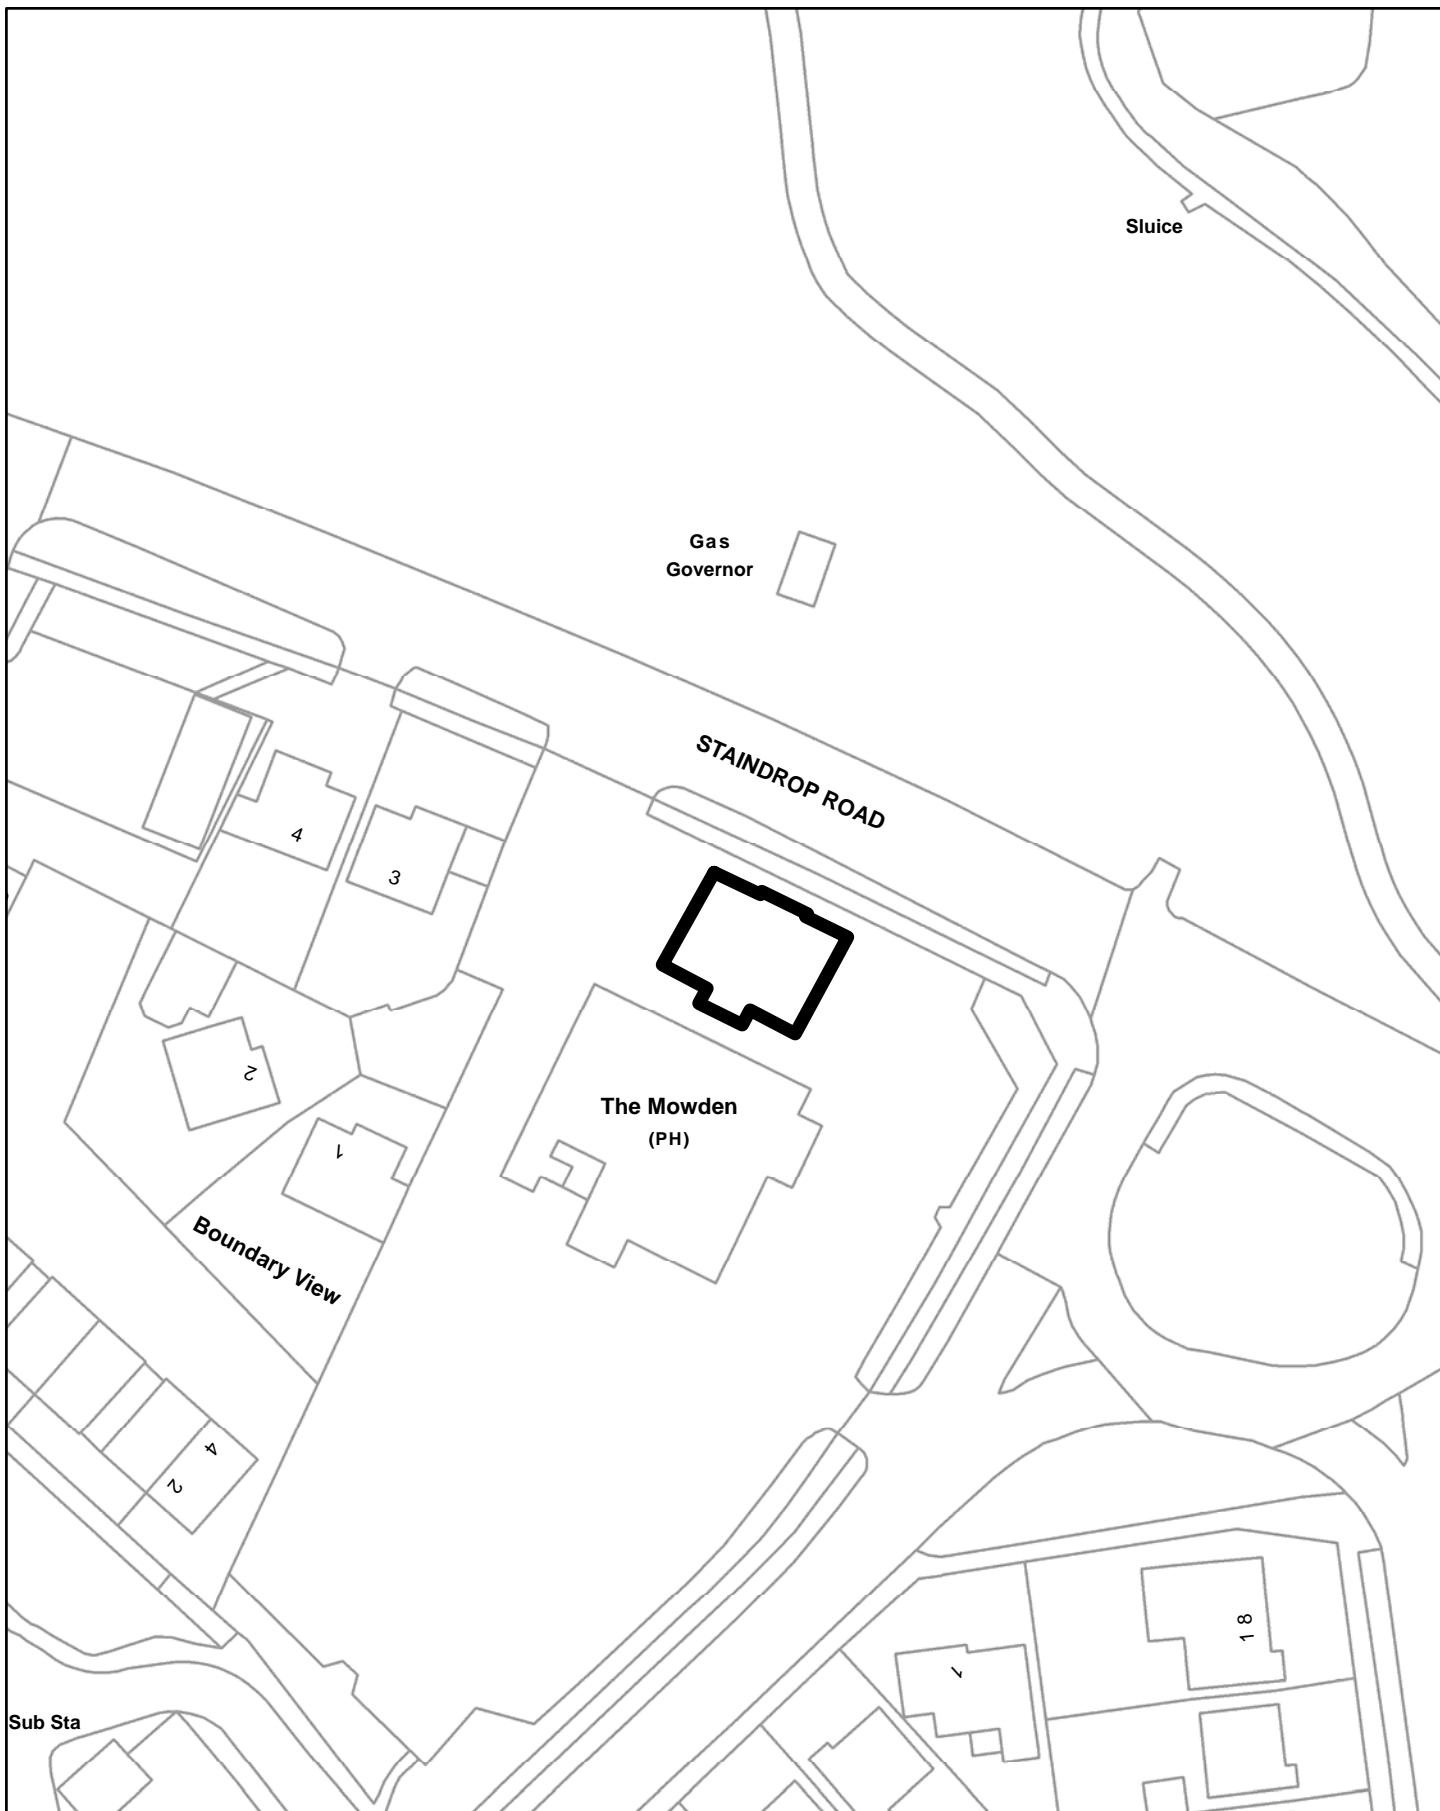 Sluice
Gas
Governor
STAINDROP ROAD
4
3
2
The Mowden
(PH)
1
Boundary View
4
2
18
1
Sub Sta